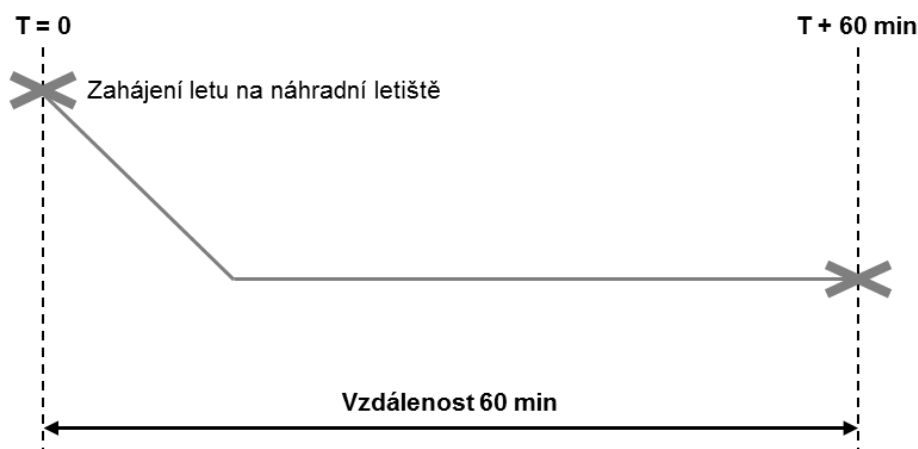 T = 0
T + 60 min
Zahájení letu na náhradní letiště
Vzdálenost 60 min